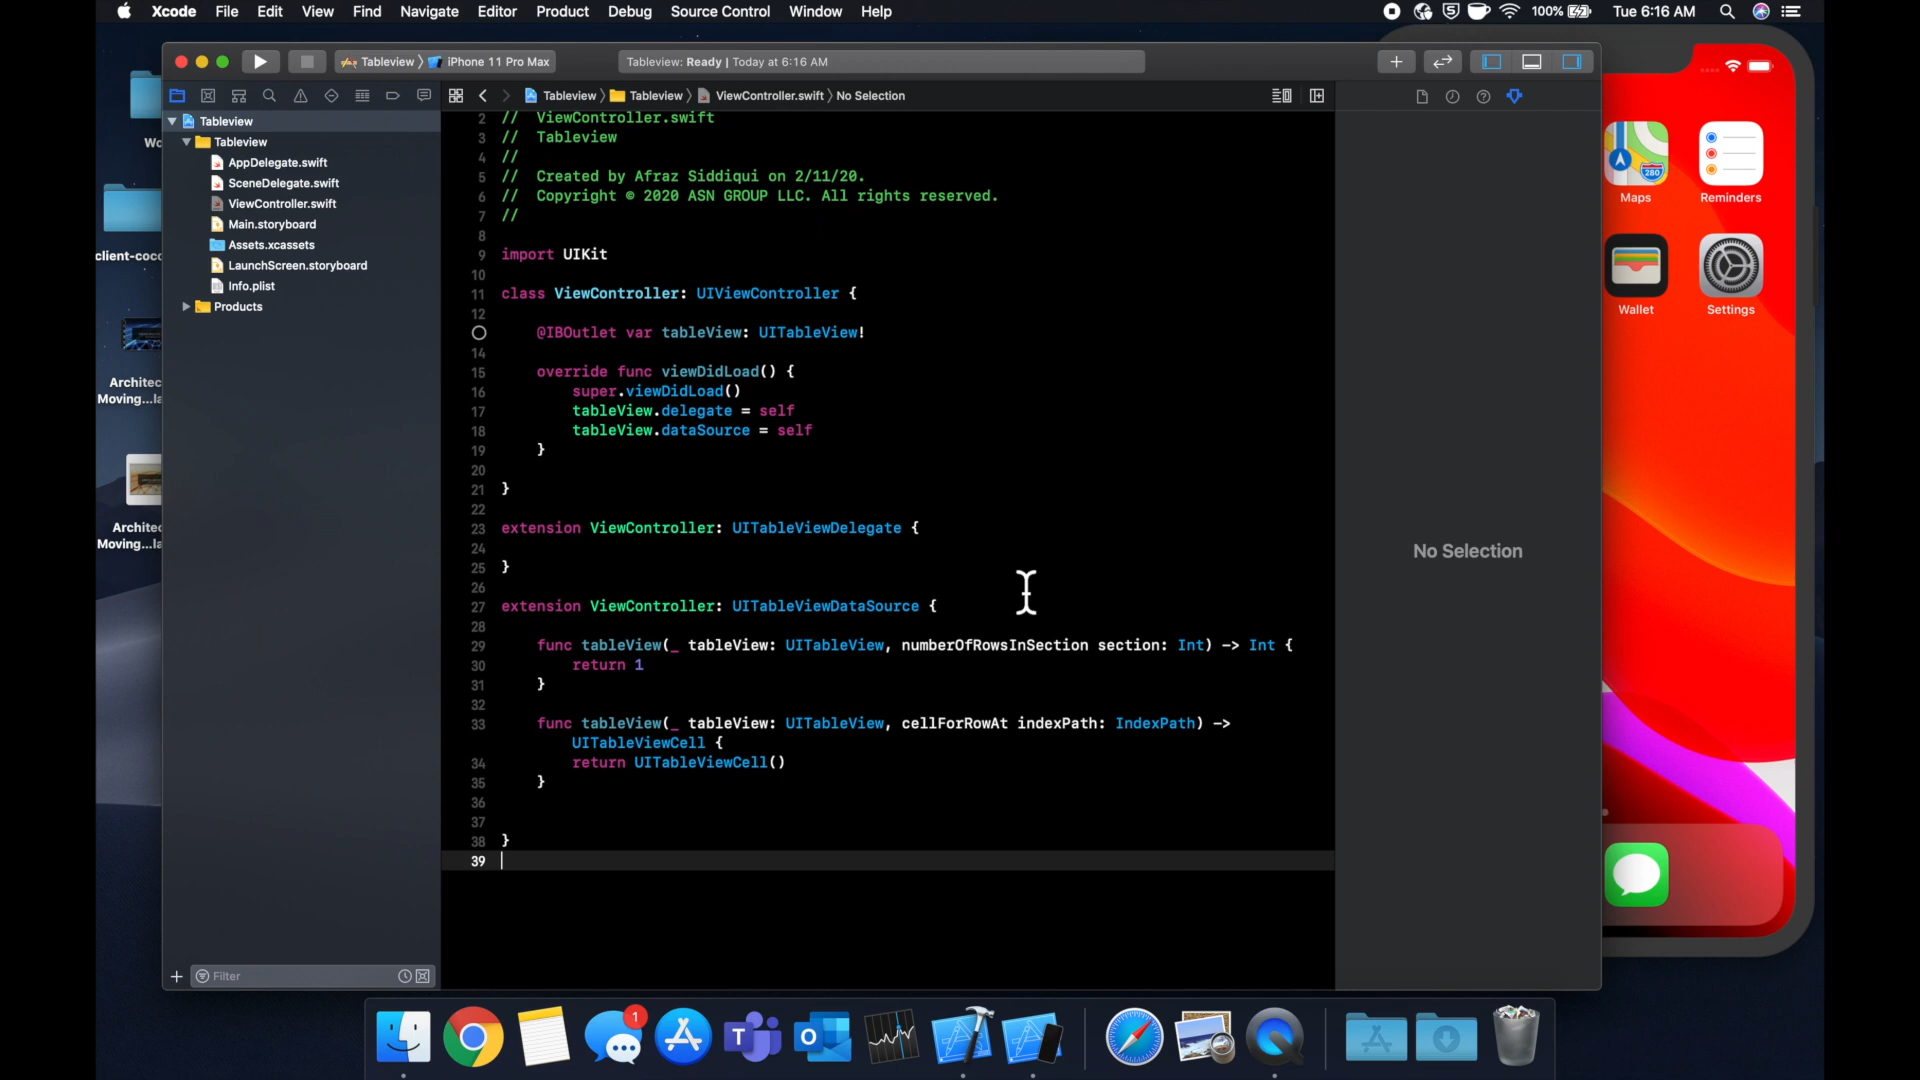 Xcode File Edit View Find Navigate Editor Product Debug Source Control Window Help
100% Tue 6:16 AM
Tableview iPhone 11 Pro Max
Tableview: Ready | Today at 6:16 AM
Tableview Tableview ViewController.swift No Selection
Tableview
Tableview
AppDelegate.swift
SceneDelegate.swift
ViewController.swift
Main.storyboard
Assets.xcassets
LaunchScreen.storyboard
Info.plist
Products
Filter
2 // ViewController.swift
3 // Tableview
4 //
5 // Created by Afraz Siddiqui on 2/11/20.
6 // Copyright © 2020 ASN GROUP LLC. All rights reserved.
7 //
8
9 import UIKit
10
11 class ViewController: UIViewController {
12
@IBOutlet var tableView: UITableView!
14
15 override func viewDidLoad() {
16 super.viewDidLoad()
17 tableView.delegate = self
18 tableView.dataSource = self
19 }
20
21 }
22
23 extension ViewController: UITableViewDelegate {
24
25 }
26
27 extension ViewController: UITableViewDataSource {
28
29 func tableView(_ tableView: UITableView, numberOfRowsInSection section: Int) -> Int {
30 return 1
31 }
32
33 func tableView(_ tableView: UITableView, cellForRowAt indexPath: IndexPath) ->
UITableViewCell {
34 return UITableViewCell()
35 }
36
37
38 }
39
No Selection
Maps
Reminders
Wallet
Settings
280
Wo
client-coco
Architec
Moving...la
Architec
Moving...la
1
T
O